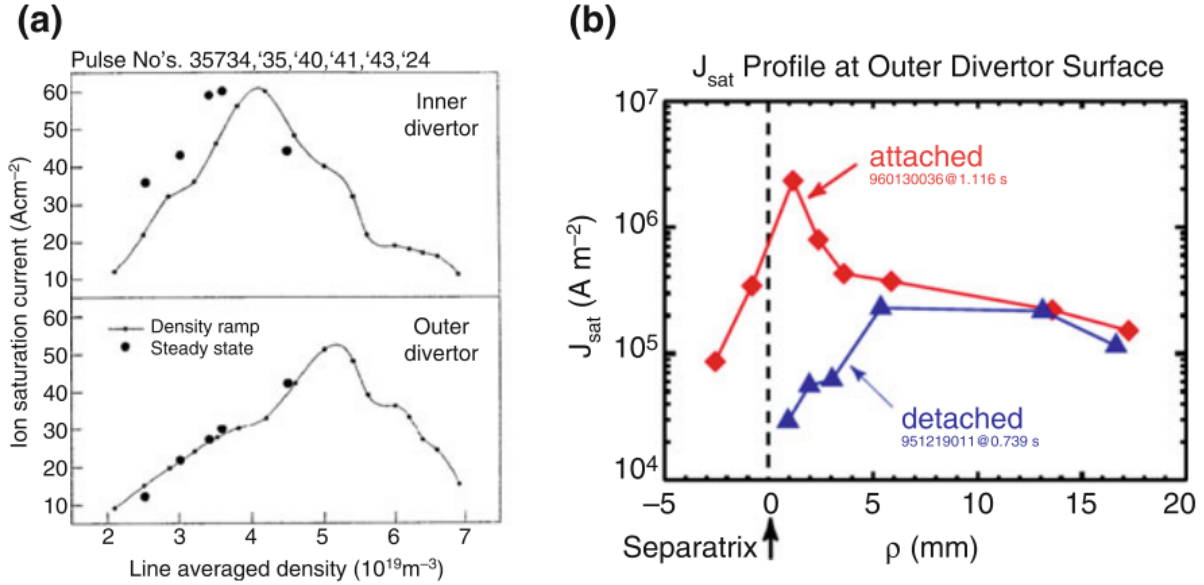 (a)
Pulse No's. 35734,‘35,‘40,‘41,‘43,‘24
Ion saturation current (Acm–2)
60
50
40
30
20
10
Inner
divertor
60
50
40
30
20
10
Density ramp
Steady state
Outer
divertor
2 3 4 5 6 7
Line averaged density (10¹⁹m–3)
(b)
Jsat Profile at Outer Divertor Surface
Jsat (A m–2)
10⁷
10⁶
10⁵
10⁴
attached
960130036@1.116 s
detached
951219011@0.739 s
–5 0 5 10 15 20
Separatrix
ρ (mm)